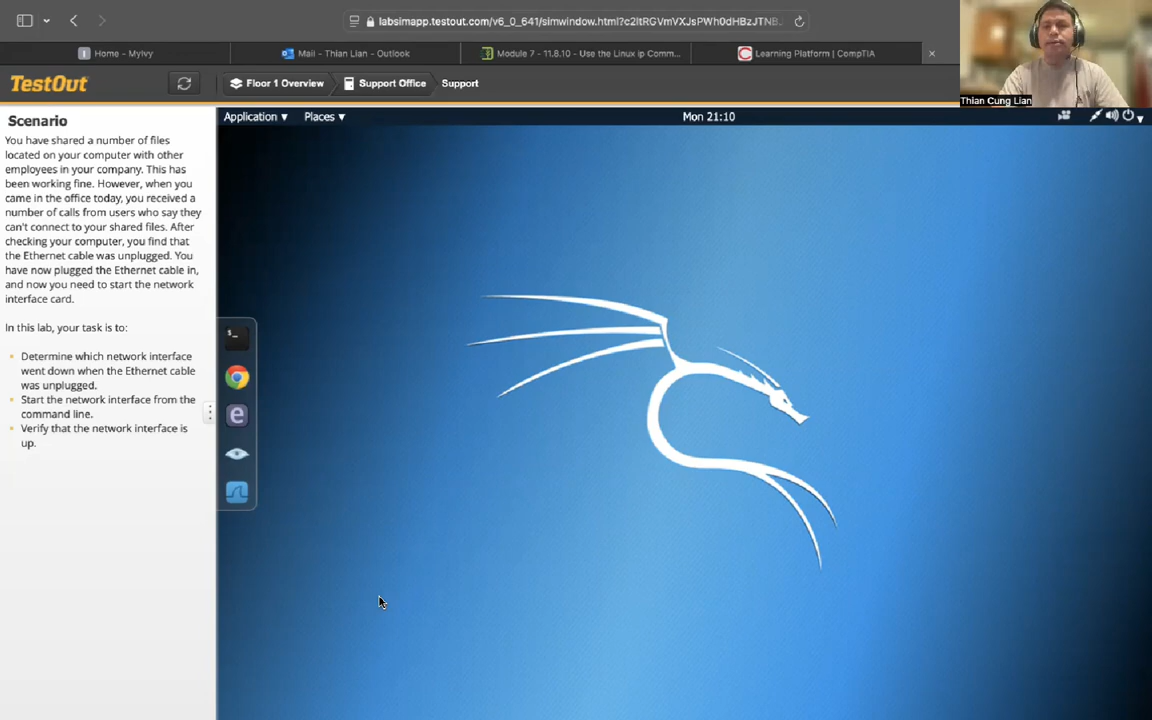 labsimapp.testout.com/v6_0_641/simwindow.html?c2ltRGVmVXJsPWh0dHBzJTNB...
Home - MyIvy
Mail - Thian Lian - Outlook
Module 7 - 11.8.10 - Use the Linux ip Comm...
Learning Platform | CompTIA
Thian Cung Lian
TestOut
Floor 1 Overview
Support Office
Support
Scenario
You have shared a number of files
located on your computer with other
employees in your company. This has
been working fine. However, when you
came in the office today, you received a
number of calls from users who say they
can't connect to your shared files. After
checking your computer, you find that
the Ethernet cable was unplugged. You
have now plugged the Ethernet cable in,
and now you need to start the network
interface card.
In this lab, your task is to:
Determine which network interface
went down when the Ethernet cable
was unplugged.
Start the network interface from the
command line.
Verify that the network interface is
up.
Application ▾
Places ▾
Mon 21:10